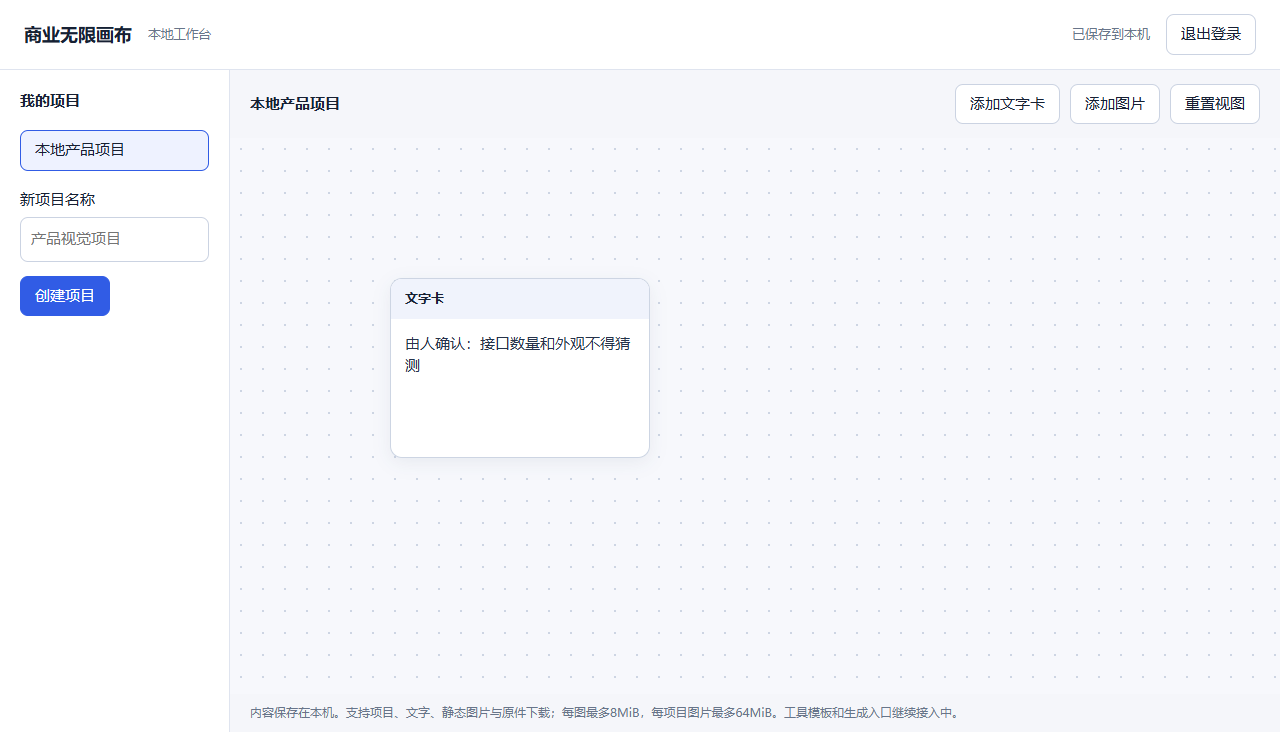 商业无限画布 本地工作台 已保存到本机 退出登录
我的项目
本地产品项目
新项目名称
产品视觉项目
创建项目
本地产品项目 添加文字卡 添加图片 重置视图
文字卡
由人确认：接口数量和外观不得猜
测
内容保存在本机。支持项目、文字、静态图片与原件下载；每图最多8MiB，每项目图片最多64MiB。工具模板和生成入口继续接入中。